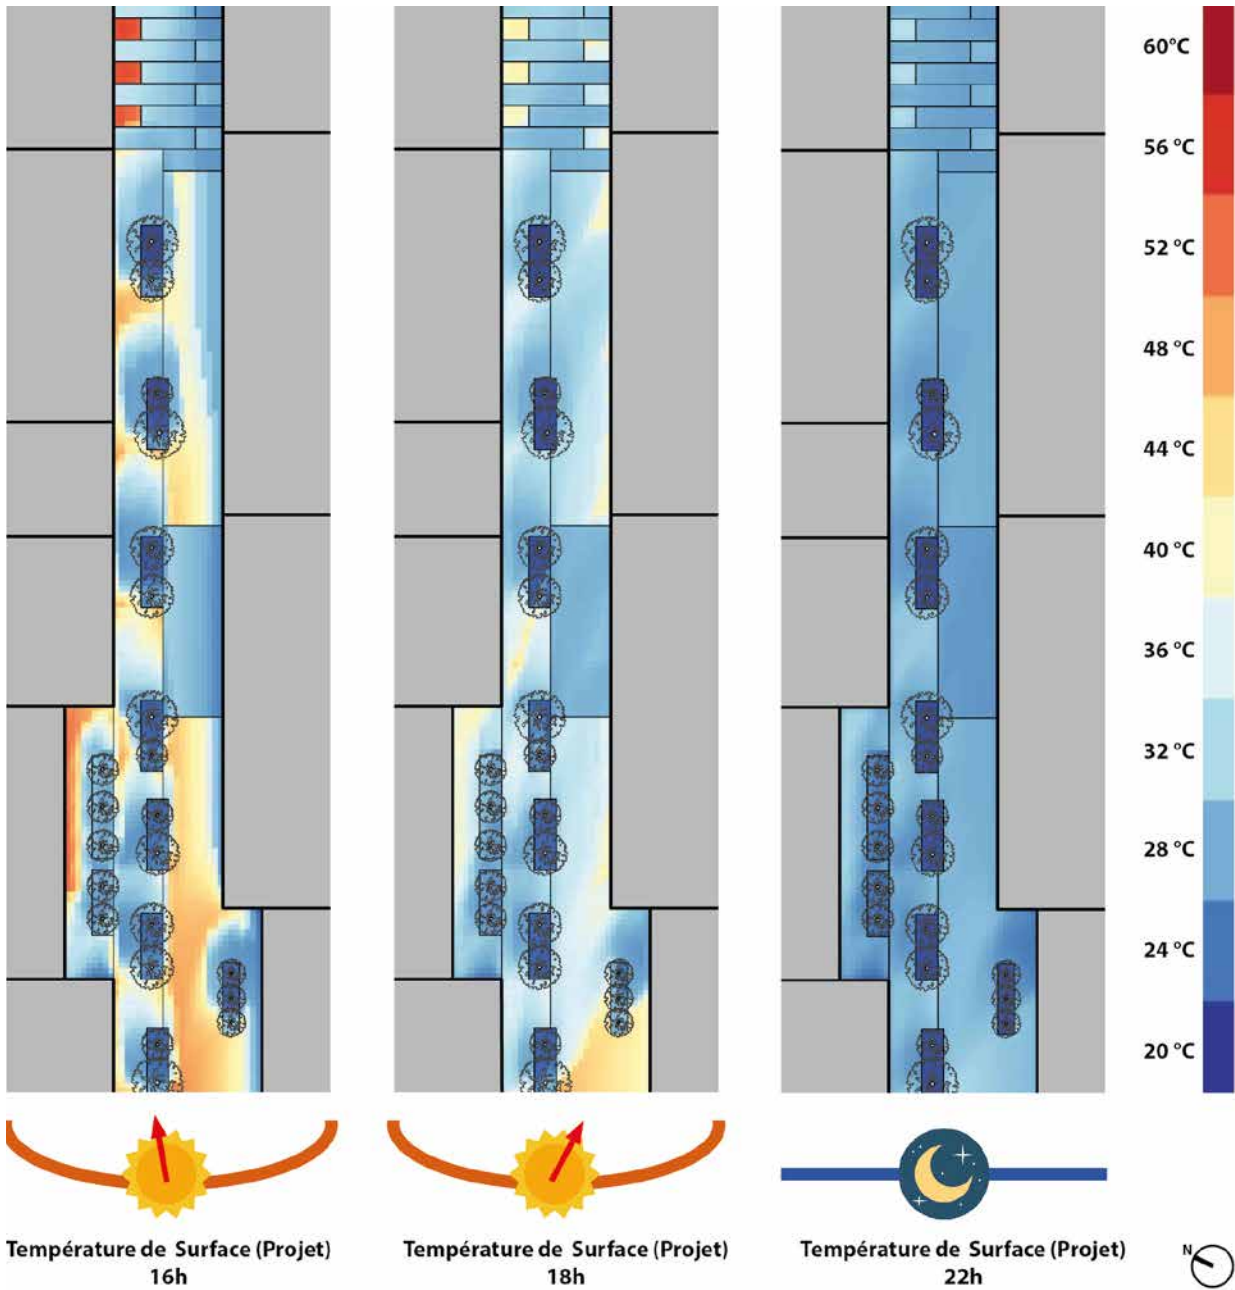 60°C
56 °C
52 °C
48 °C
44 °C
40 °C
36 °C
32 °C
28 °C
24 °C
20 °C
Température de Surface (Projet)
16h
Température de Surface (Projet)
18h
Température de Surface (Projet)
22h
N